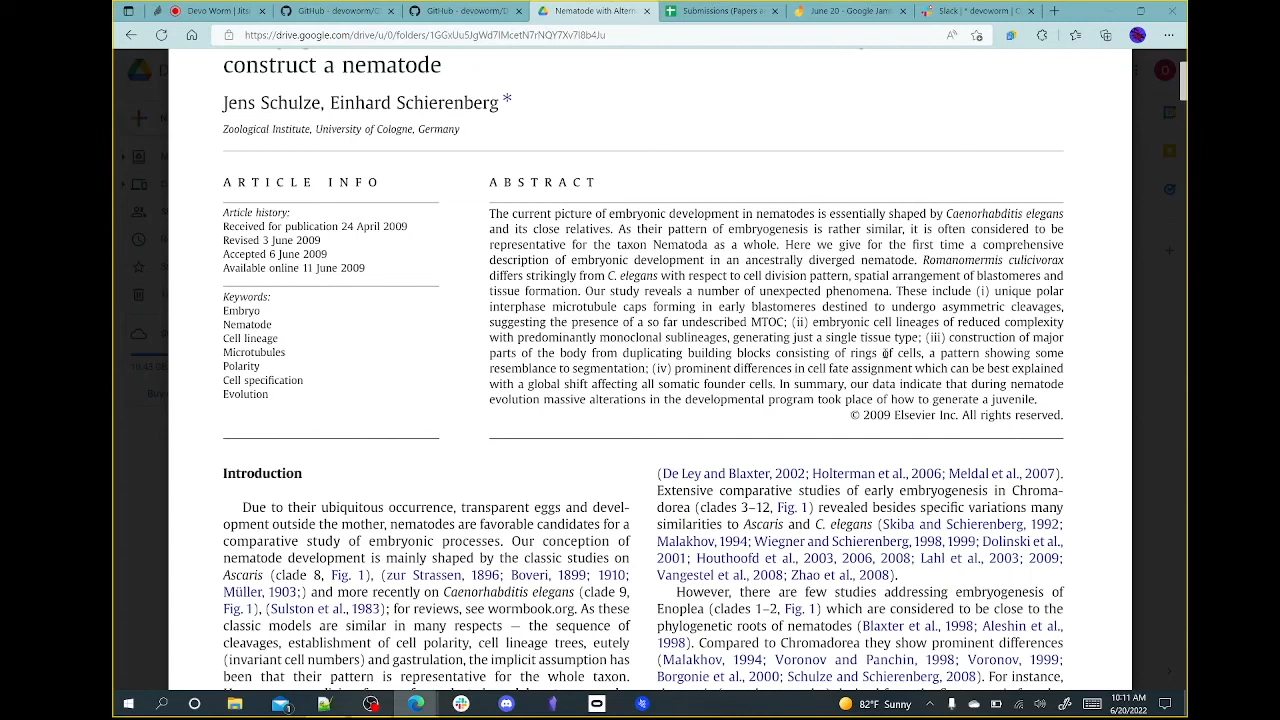 Devo Worm | Jits
GitHub - devoworm/G
GitHub - devoworm/D
Nematode with Altern
Submissions (Papers a
June 20 - Google Jam
Slack | * devoworm | C
https://drive.google.com/drive/u/0/folders/
construct a nematode
Jens Schulze, Einhard Schierenberg *
Zoological Institute, University of Cologne, Germany
ARTICLE INFO
Article history:
Received for publication 24 April 2009
Revised 3 June 2009
Accepted 6 June 2009
Available online 11 June 2009
Keywords:
Embryo
Nematode
Cell lineage
Microtubules
Polarity
Cell specification
Evolution
ABSTRACT
The current picture of embryonic development in nematodes is essentially shaped by Caenorhabditis elegans
and its close relatives. As their pattern of embryogenesis is rather similar, it is often considered to be
representative for the taxon Nematoda as a whole. Here we give for the first time a comprehensive
description of embryonic development in an ancestrally diverged nematode. Romanomermis culicivorax
differs strikingly from C. elegans with respect to cell division pattern, spatial arrangement of blastomeres and
tissue formation. Our study reveals a number of unexpected phenomena. These include (i) unique polar
interphase microtubule caps forming in early blastomeres destined to undergo asymmetric cleavages,
suggesting the presence of a so far undescribed MTOC; (ii) embryonic cell lineages of reduced complexity
with predominantly monoclonal sublineages, generating just a single tissue type; (iii) construction of major
parts of the body from duplicating building blocks consisting of rings of cells, a pattern showing some
resemblance to segmentation; (iv) prominent differences in cell fate assignment which can be best explained
with a global shift affecting all somatic founder cells. In summary, our data indicate that during nematode
evolution massive alterations in the developmental program took place of how to generate a juvenile.
© 2009 Elsevier Inc. All rights reserved.
Introduction
Due to their ubiquitous occurrence, transparent eggs and devel-
opment outside the mother, nematodes are favorable candidates for a
comparative study of embryonic processes. Our conception of
nematode development is mainly shaped by the classic studies on
Ascaris (clade 8, Fig. 1), (zur Strassen, 1896; Boveri, 1899; 1910;
Müller, 1903;) and more recently on Caenorhabditis elegans (clade 9,
Fig. 1), (Sulston et al., 1983); for reviews, see wormbook.org. As these
classic models are similar in many respects — the sequence of
cleavages, establishment of cell polarity, cell lineage trees, eutely
(invariant cell numbers) and gastrulation, the implicit assumption has
been that their pattern is representative for the whole taxon.
(De Ley and Blaxter, 2002; Holterman et al., 2006; Meldal et al., 2007).
Extensive comparative studies of early embryogenesis in Chroma-
dorea (clades 3–12, Fig. 1) revealed besides specific variations many
similarities to Ascaris and C. elegans (Skiba and Schierenberg, 1992;
Malakhov, 1994; Wiegner and Schierenberg, 1998, 1999; Dolinski et al.,
2001; Houthoofd et al., 2003, 2006, 2008; Lahl et al., 2003; 2009;
Vangestel et al., 2008; Zhao et al., 2008).
However, there are few studies addressing embryogenesis of
Enoplea (clades 1–2, Fig. 1) which are considered to be close to the
phylogenetic roots of nematodes (Blaxter et al., 1998; Aleshin et al.,
1998). Compared to Chromadorea they show prominent differences
(Malakhov, 1994; Voronov and Panchin, 1998; Voronov, 1999;
Borgonie et al., 2000; Schulze and Schierenberg, 2008). For instance,
82°F Sunny
10:11 AM
6/20/2022